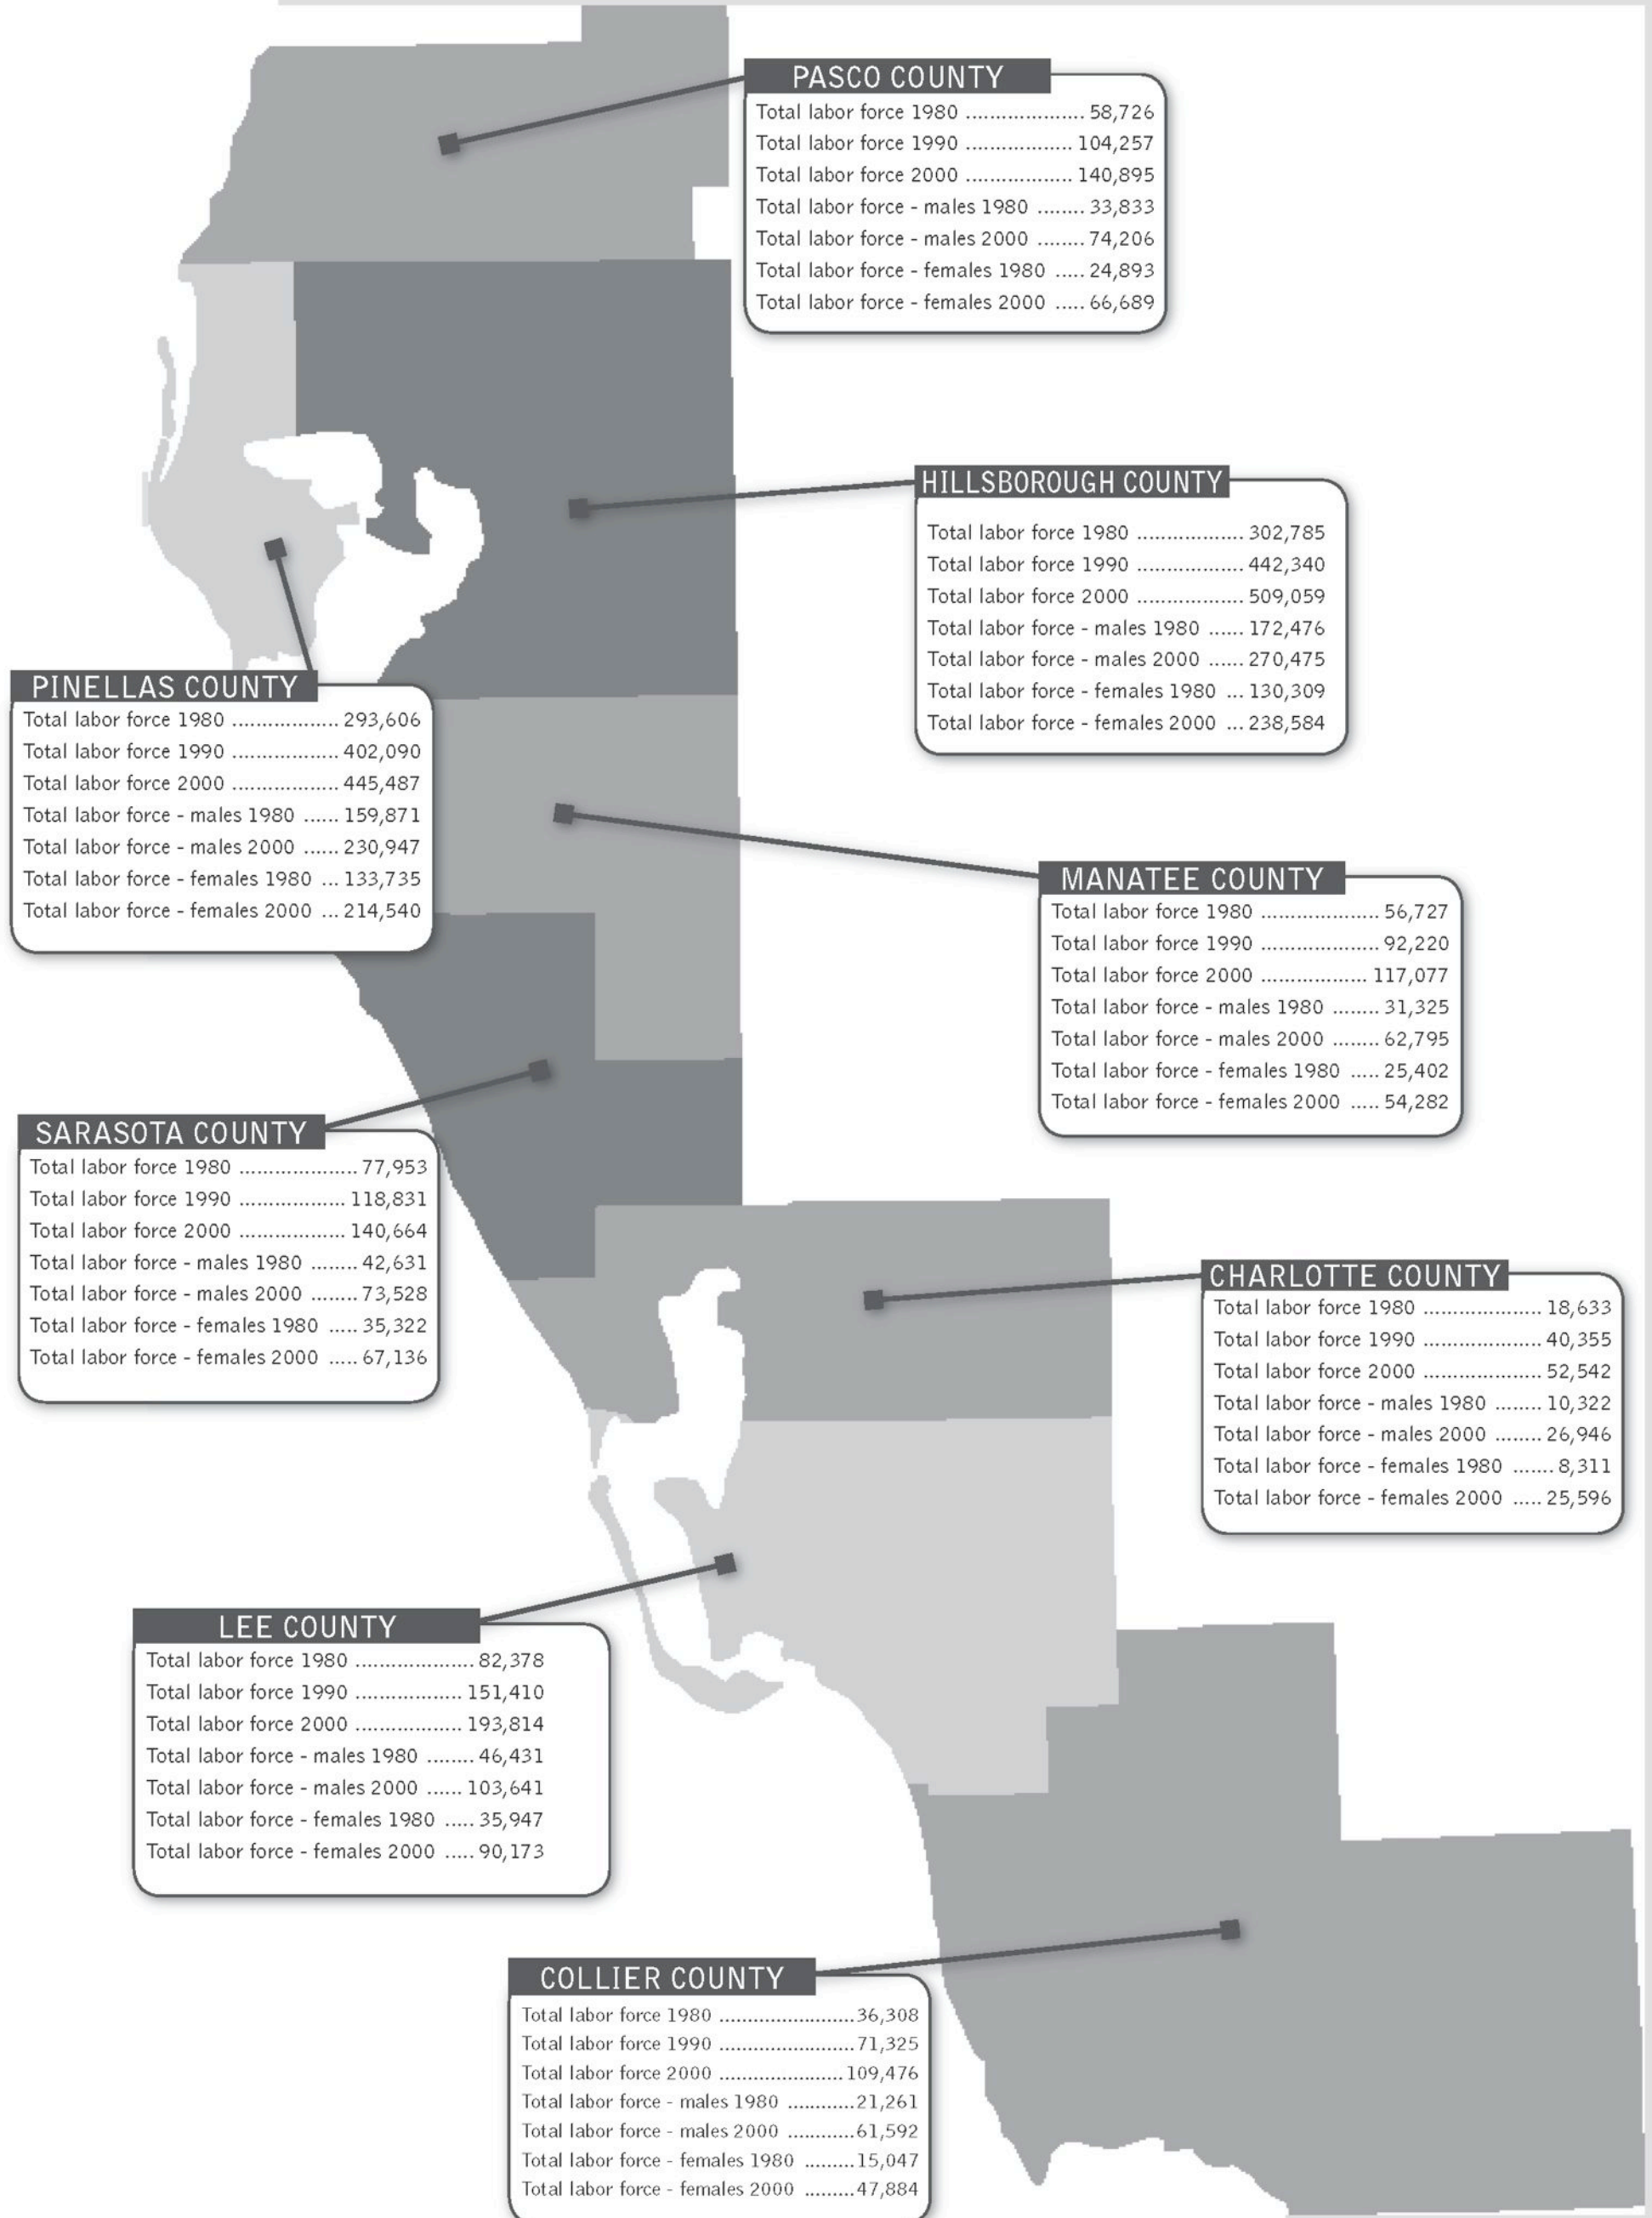 PASCO COUNTY
Total labor force 1980 .................... 58,726
Total labor force 1990 .................. 104,257
Total labor force 2000 .................. 140,895
Total labor force - males 1980 ........ 33,833
Total labor force - males 2000 ........ 74,206
Total labor force - females 1980 ..... 24,893
Total labor force - females 2000 ..... 66,689
HILLSBOROUGH COUNTY
Total labor force 1980 .................. 302,785
Total labor force 1990 .................. 442,340
Total labor force 2000 .................. 509,059
Total labor force - males 1980 ...... 172,476
Total labor force - males 2000 ...... 270,475
Total labor force - females 1980 ... 130,309
Total labor force - females 2000 ... 238,584
PINELLAS COUNTY
Total labor force 1980 .................. 293,606
Total labor force 1990 .................. 402,090
Total labor force 2000 .................. 445,487
Total labor force - males 1980 ...... 159,871
Total labor force - males 2000 ...... 230,947
Total labor force - females 1980 ... 133,735
Total labor force - females 2000 ... 214,540
MANATEE COUNTY
Total labor force 1980 .................... 56,727
Total labor force 1990 .................... 92,220
Total labor force 2000 .................. 117,077
Total labor force - males 1980 ........ 31,325
Total labor force - males 2000 ........ 62,795
Total labor force - females 1980 ..... 25,402
Total labor force - females 2000 ..... 54,282
SARASOTA COUNTY
Total labor force 1980 .................... 77,953
Total labor force 1990 .................. 118,831
Total labor force 2000 .................. 140,664
Total labor force - males 1980 ........ 42,631
Total labor force - males 2000 ........ 73,528
Total labor force - females 1980 ..... 35,322
Total labor force - females 2000 ..... 67,136
CHARLOTTE COUNTY
Total labor force 1980 .................... 18,633
Total labor force 1990 .................... 40,355
Total labor force 2000 .................... 52,542
Total labor force - males 1980 ........ 10,322
Total labor force - males 2000 ........ 26,946
Total labor force - females 1980 ....... 8,311
Total labor force - females 2000 ..... 25,596
LEE COUNTY
Total labor force 1980 .................... 82,378
Total labor force 1990 .................. 151,410
Total labor force 2000 .................. 193,814
Total labor force - males 1980 ........ 46,431
Total labor force - males 2000 ...... 103,641
Total labor force - females 1980 ..... 35,947
Total labor force - females 2000 ..... 90,173
COLLIER COUNTY
Total labor force 1980 ........................36,308
Total labor force 1990 ........................71,325
Total labor force 2000 ......................109,476
Total labor force - males 1980 ............21,261
Total labor force - males 2000 ............61,592
Total labor force - females 1980 .........15,047
Total labor force - females 2000 .........47,884